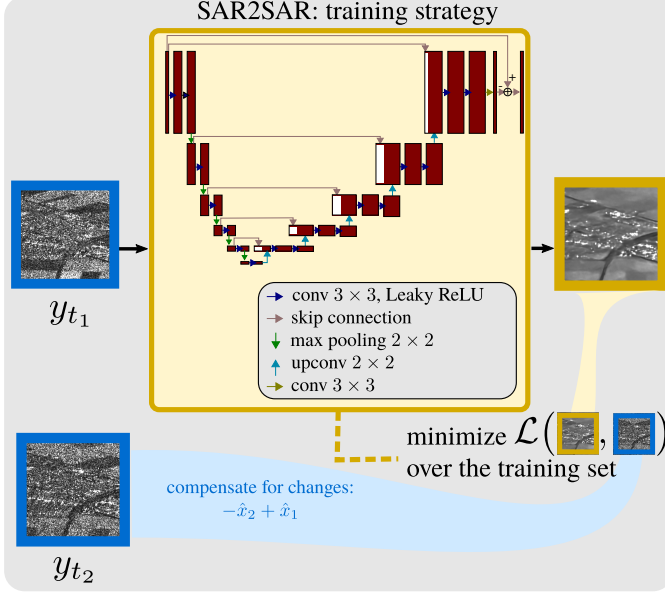 SAR2SAR: training strategy
- +
conv 3 × 3, Leaky ReLU
skip connection
max pooling 2 × 2
upconv 2 × 2
conv 3 × 3
y_{t_1}
minimize ℒ( , )
over the training set
compensate for changes:
−x̂_2 + x̂_1
y_{t_2}